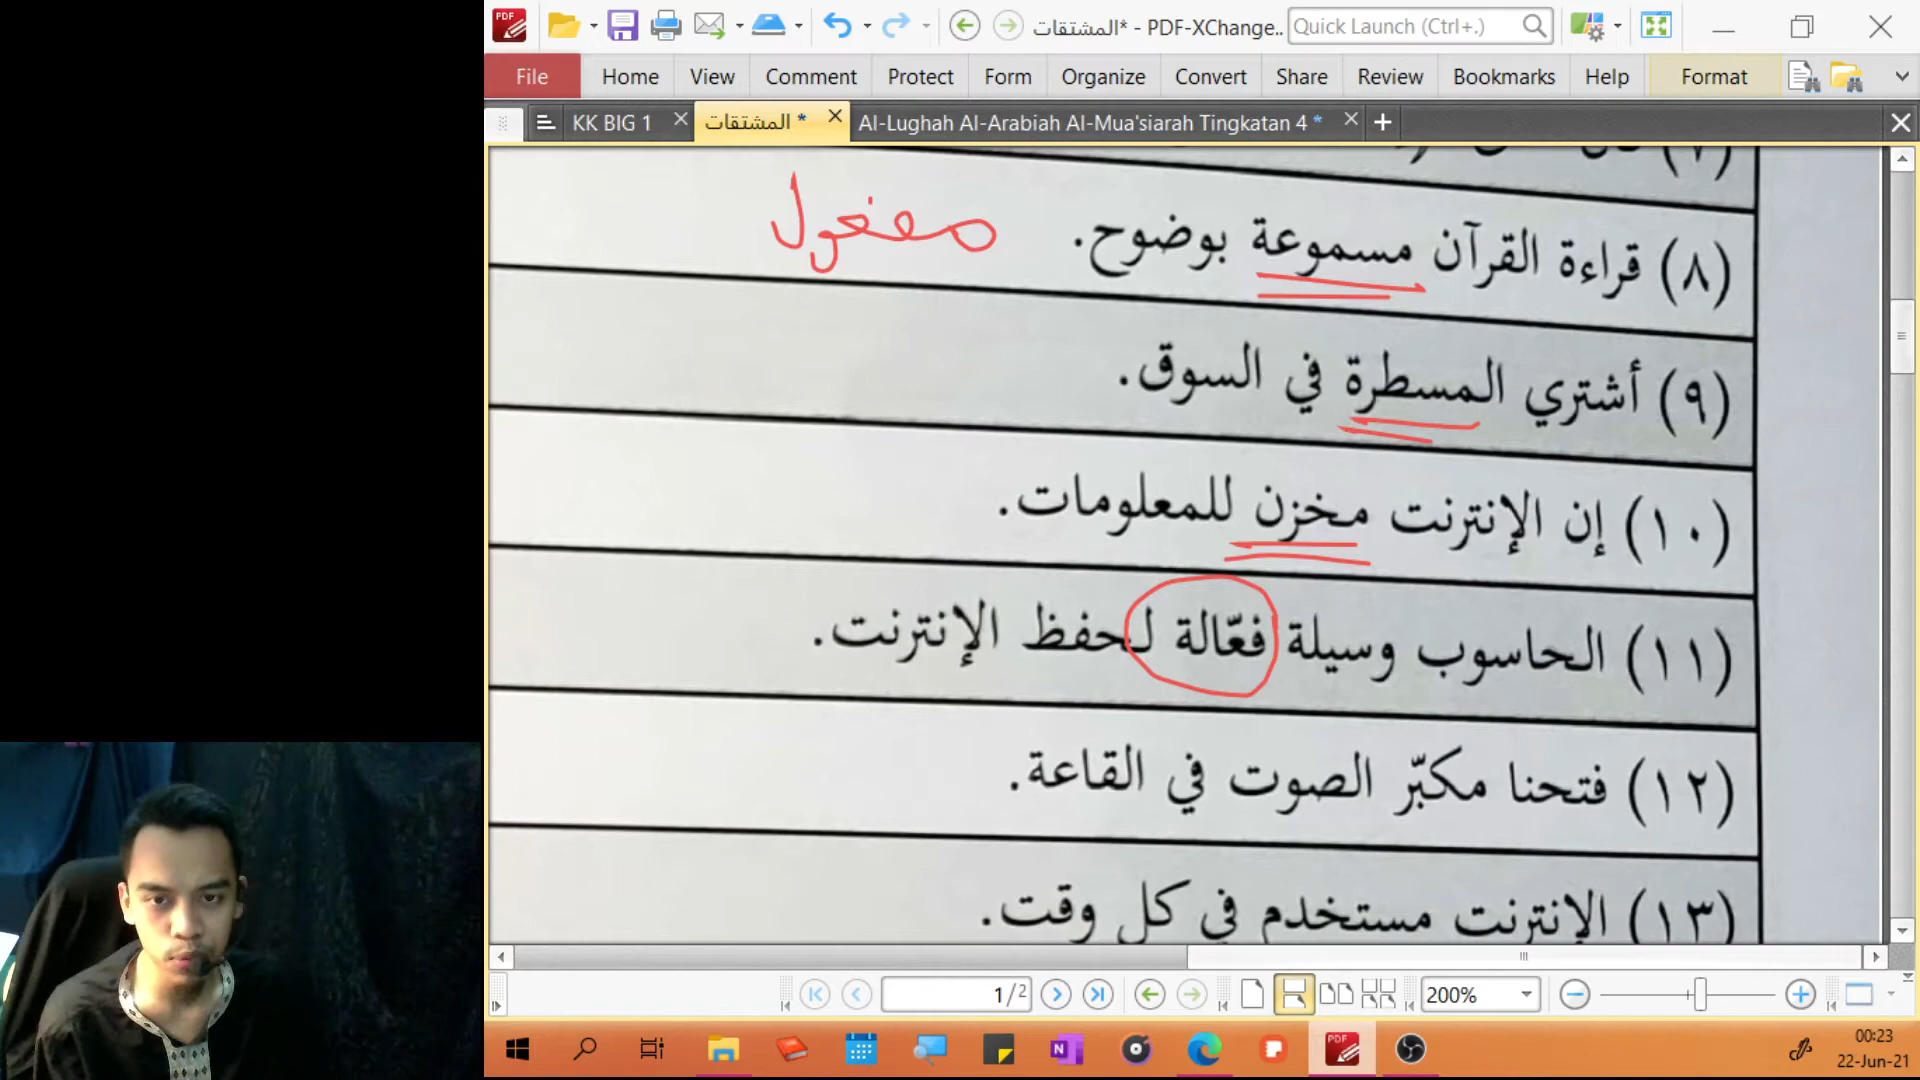 المشتقات* - PDF-XChange..
Quick Launch (Ctrl+.)
File Home View Comment Protect Form Organize Convert Share Review Bookmarks Help Format
KK BIG 1
المشتقات *
Al-Lughah Al-Arabiah Al-Mua'siarah Tingkatan 4 *
(٨) قراءة القرآن مسموعة بوضوح.
مفعول
(٩) أشتري المسطرة في السوق.
(١٠) إن الإنترنت مخزن للمعلومات.
(١١) الحاسوب وسيلة فعّالة لحفظ الإنترنت.
(١٢) فتحنا مكبّر الصوت في القاعة.
(١٣) الإنترنت مستخدم في كل وقت.
1/2
200%
00:23
22-Jun-21